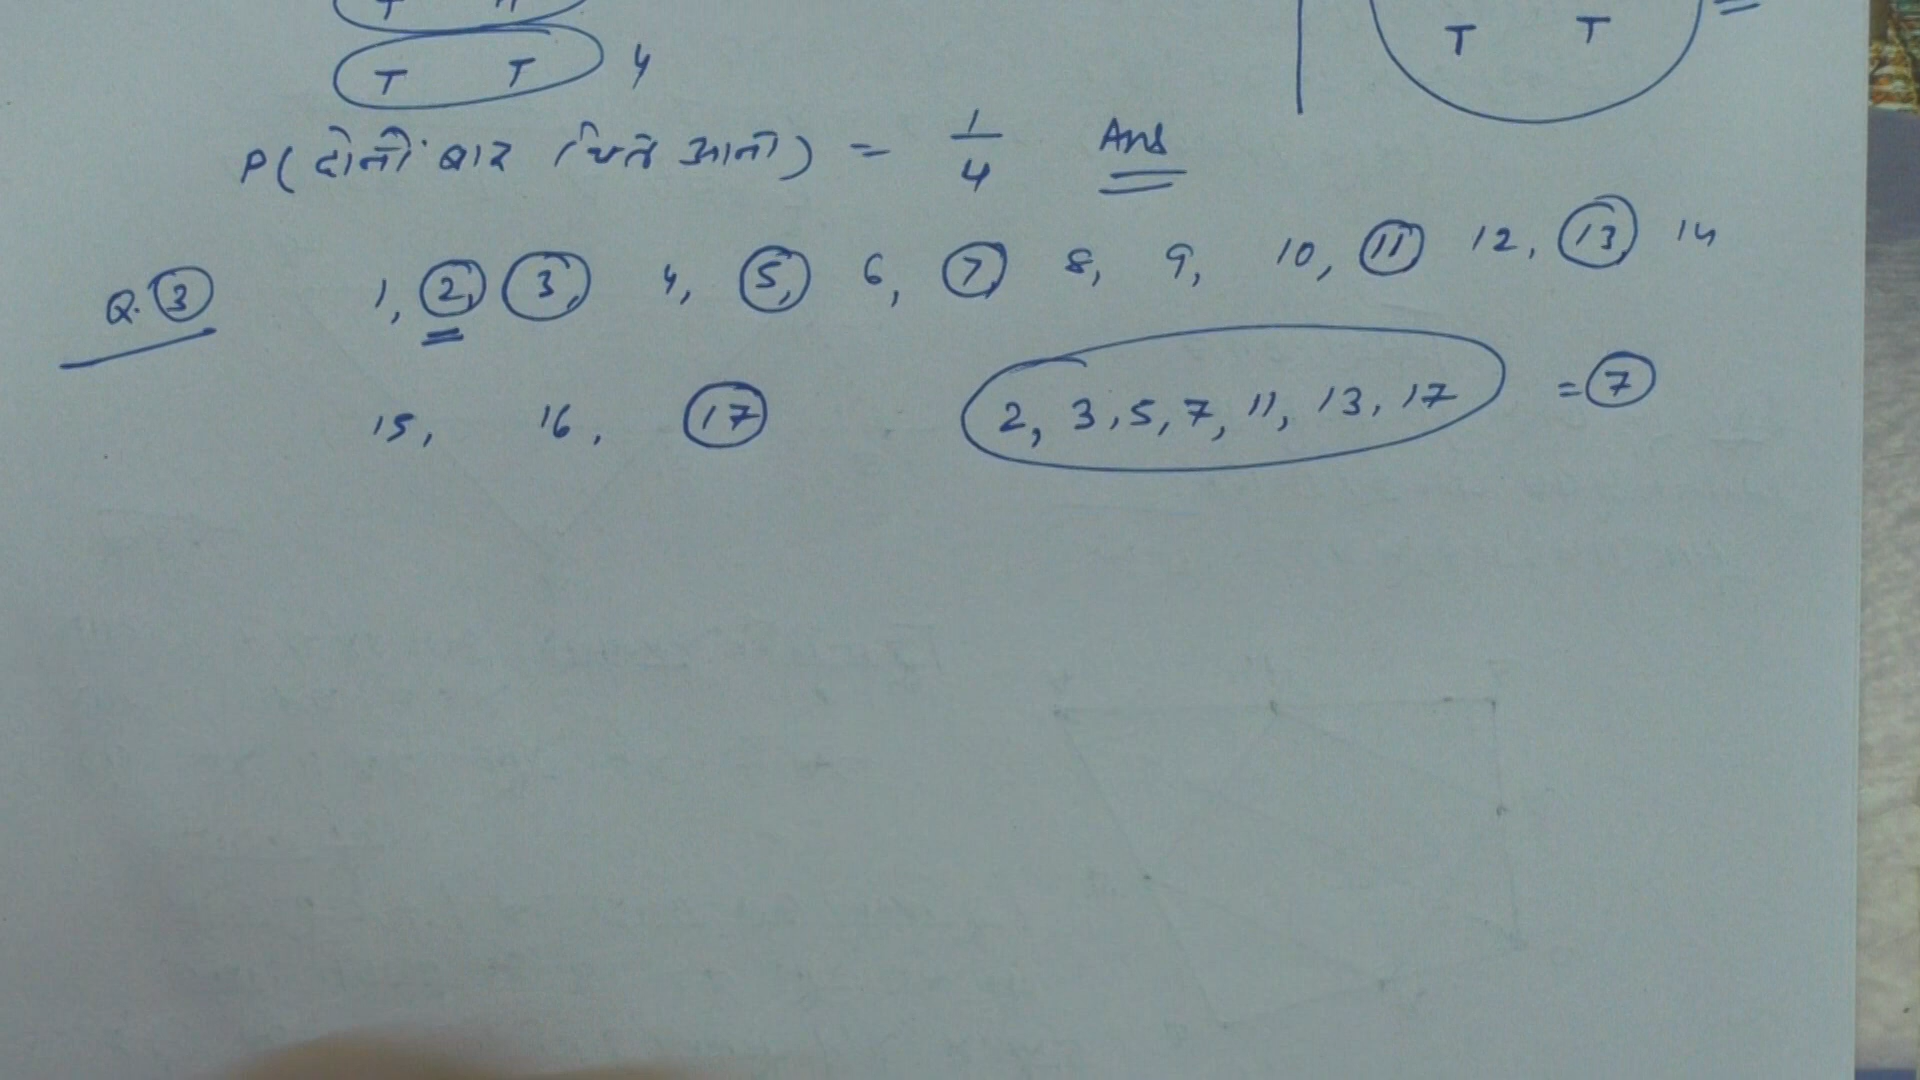 T T
T T 4
T T
P( दोनों बार चित आना) = 1/4 Ans
Q. 3 1, 2, 3, 4, 5, 6, 7, 8, 9, 10, 11 12, 13 14
15, 16, 17 2, 3, 5, 7, 11, 13, 17 = 7